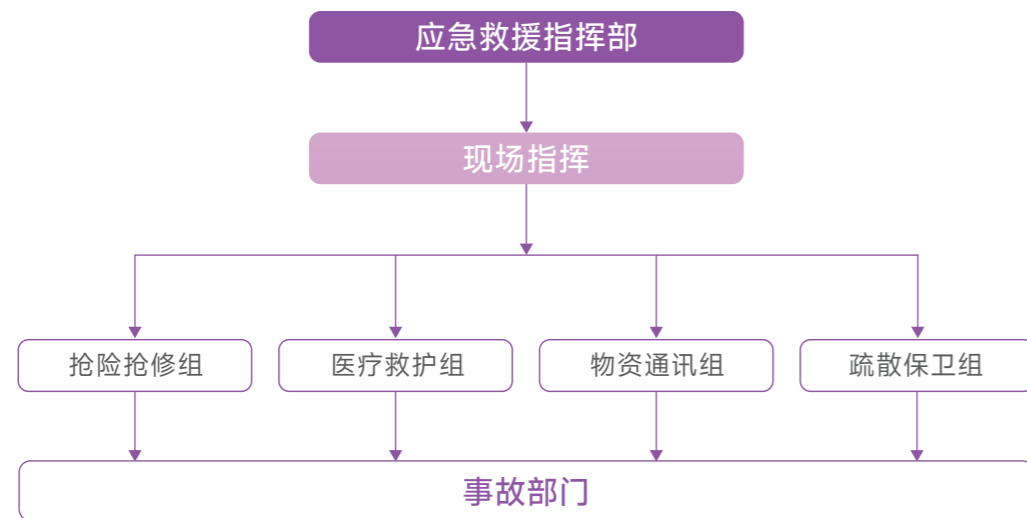 应急救援指挥部
现场指挥
抢险抢修组
医疗救护组
物资通讯组
疏散保卫组
事故部门